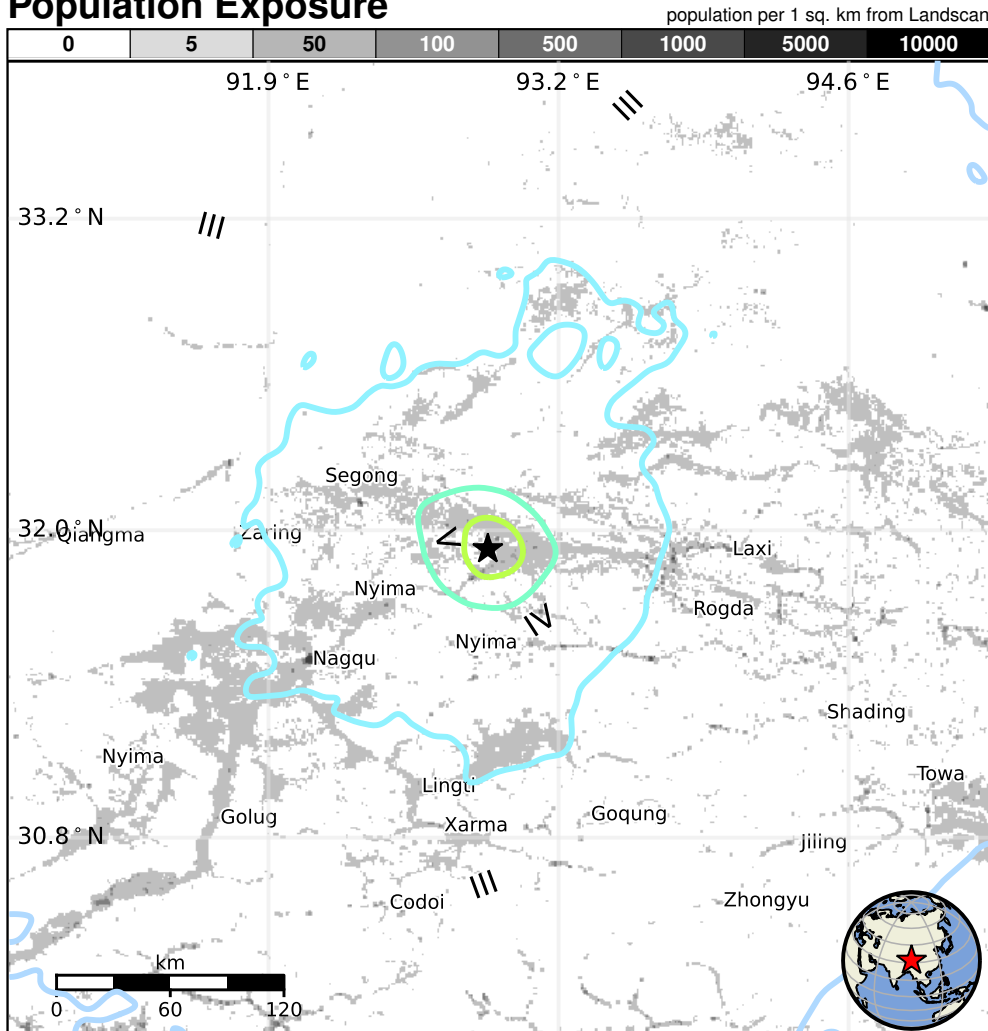 Population Exposure
population per 1 sq. km from Landscan
0 5 50 100 500 1000 5000 10000
91.9°E 93.2°E 94.6°E
III
33.2°N
III
Segong
32.0°N
Qiangma
Zaring
V
Laxi
Nyima
Rogda
IV
Nyima
Nagqu
Shading
Nyima
Towa
Lingti
Golug
Xarma
Goqung
30.8°N
Jiling
III
Codoi
Zhongyu
km
0 60 120